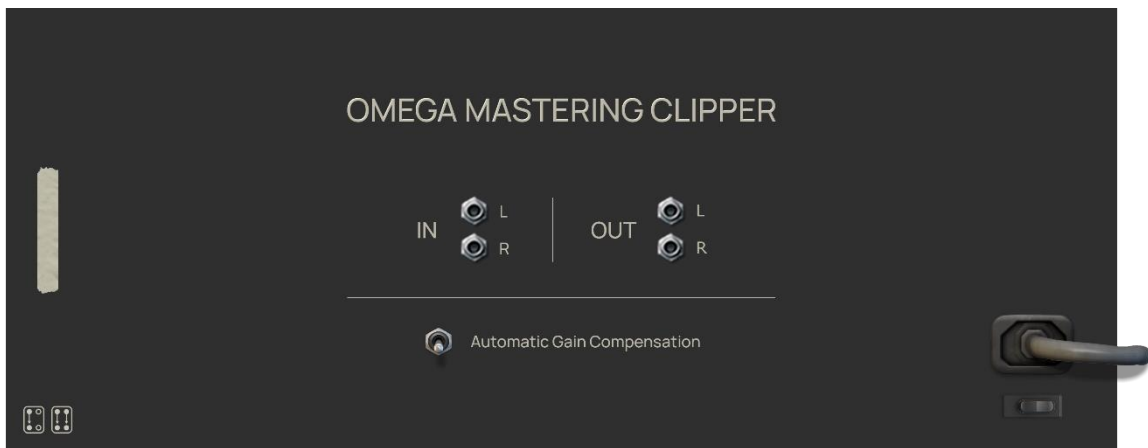 OMEGA MASTERING CLIPPER
IN L OUT L
R R
Automatic Gain Compensation